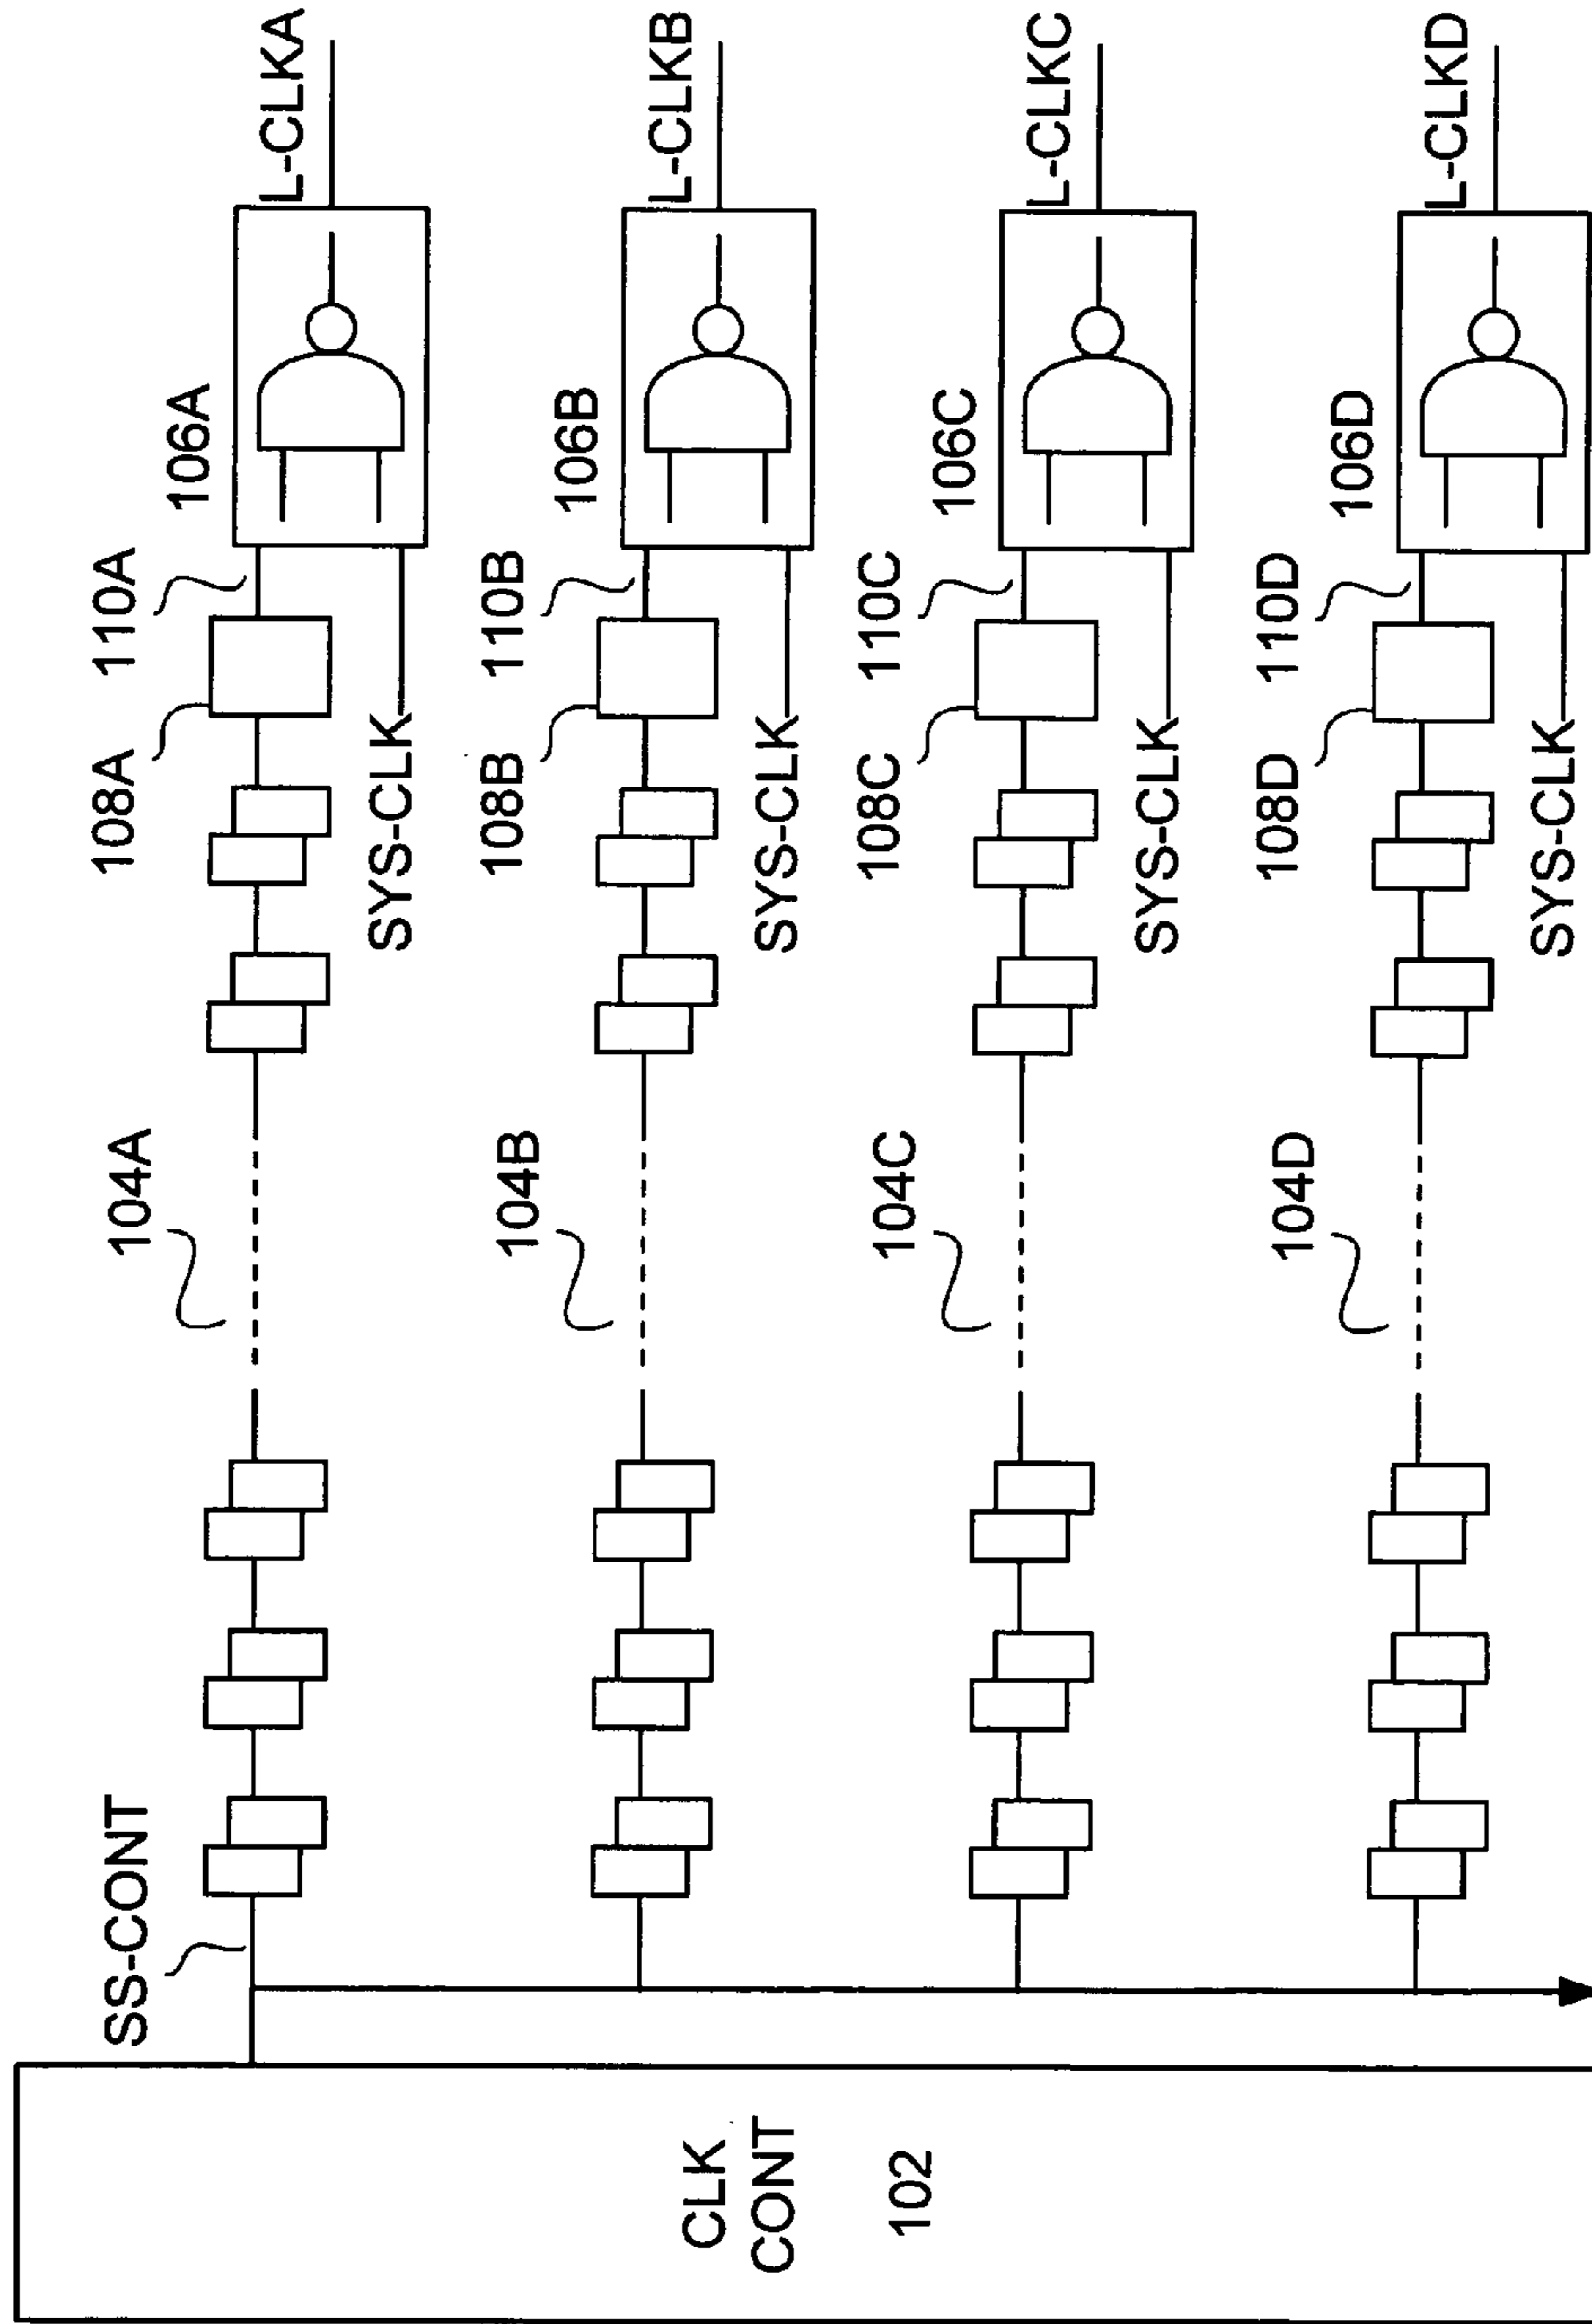 CLK
CONT
102
SS-CONT
104A
108A
110A
106A
L-CLKA
SYS-CLK
104B
108B
110B
106B
L-CLKB
SYS-CLK
104C
108C
110C
106C
L-CLKC
SYS-CLK
104D
108D
110D
106D
L-CLKD
SYS-CLK